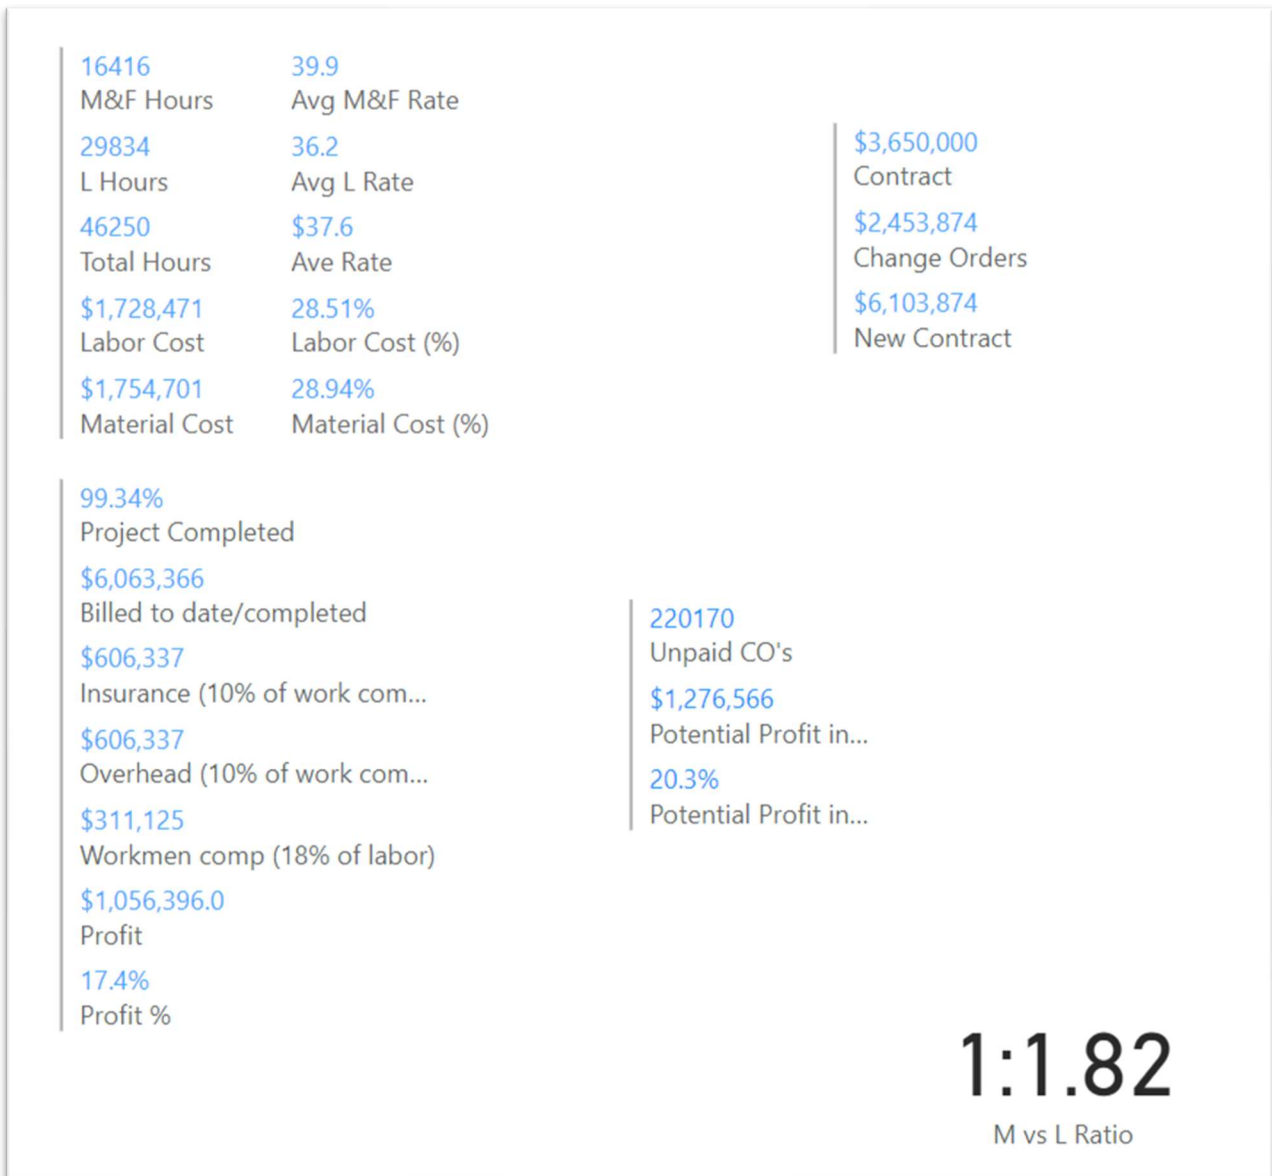 16416
M&F Hours
39.9
Avg M&F Rate
29834
L Hours
36.2
Avg L Rate
46250
Total Hours
$37.6
Ave Rate
$1,728,471
Labor Cost
28.51%
Labor Cost (%)
$1,754,701
Material Cost
28.94%
Material Cost (%)
$3,650,000
Contract
$2,453,874
Change Orders
$6,103,874
New Contract
99.34%
Project Completed
$6,063,366
Billed to date/completed
$606,337
Insurance (10% of work com...
$606,337
Overhead (10% of work com...
$311,125
Workmen comp (18% of labor)
$1,056,396.0
Profit
17.4%
Profit %
220170
Unpaid CO's
$1,276,566
Potential Profit in...
20.3%
Potential Profit in...
1:1.82
M vs L Ratio